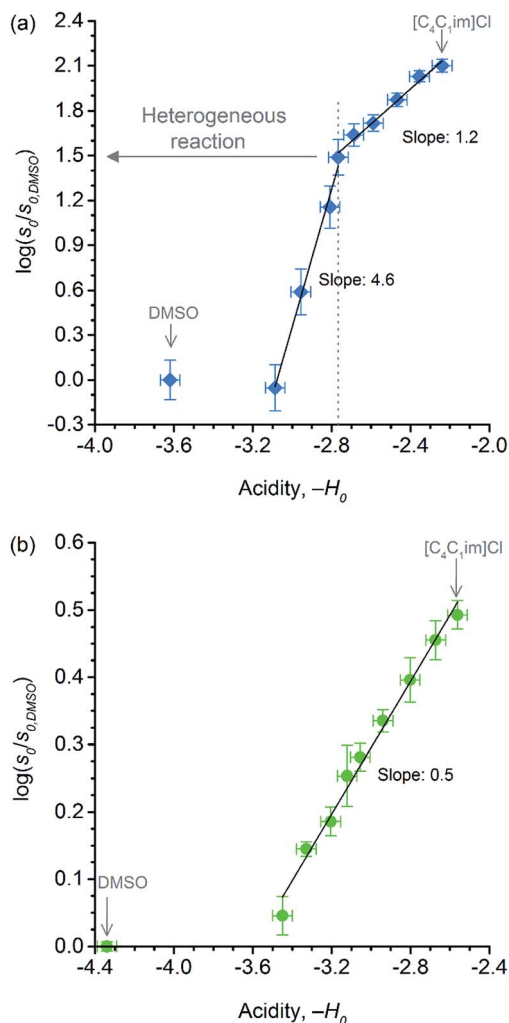 (a)
[C₄C₁im]Cl
2.1
1.8
Heterogeneous
reaction
Slope: 1.2
1.5
1.2
log(s₀/s₀,DMSO)
0.9
0.6
Slope: 4.6
DMSO
0.3
0.0
-0.3
-4.0 -3.6 -3.2 -2.8 -2.4 -2.0
Acidity, –H₀
(b)
0.6
[C₄C₁im]Cl
0.5
0.4
log(s₀/s₀,DMSO)
0.3
Slope: 0.5
0.2
0.1
DMSO
0.0
-4.4 -4.0 -3.6 -3.2 -2.8 -2.4
Acidity, –H₀